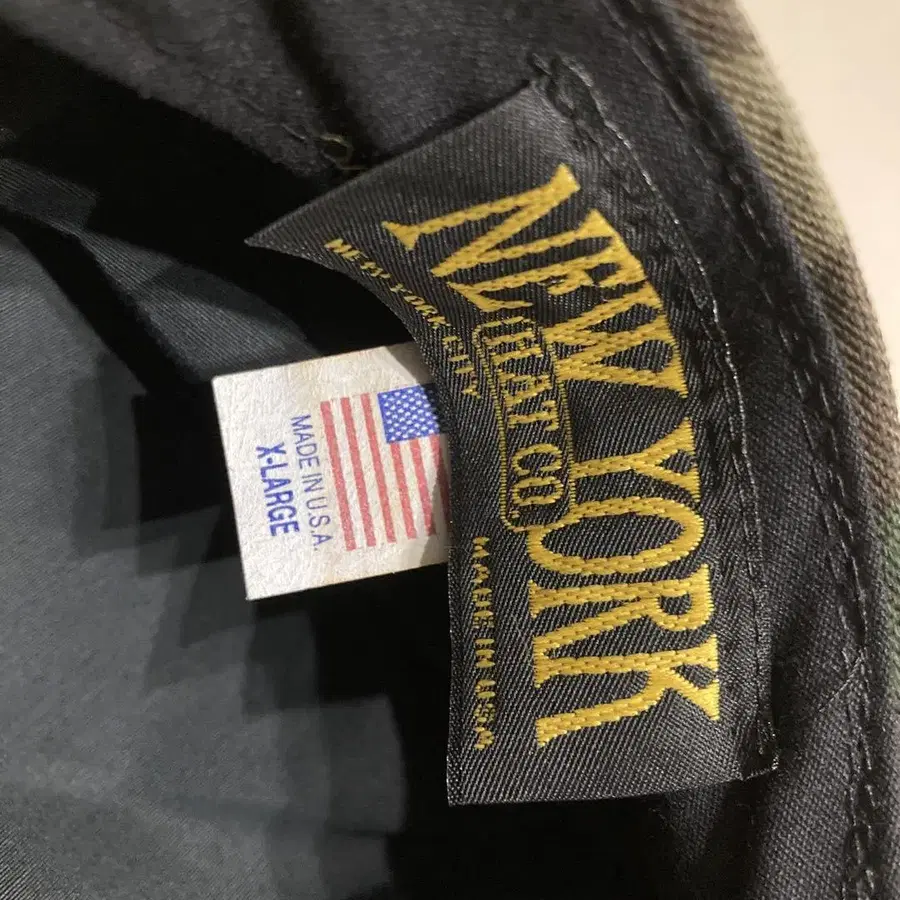 NEW YORK
HAT CO.
NEW YORK CITY
MADE IN USA
MADE IN U.S.A.
X-LARGE